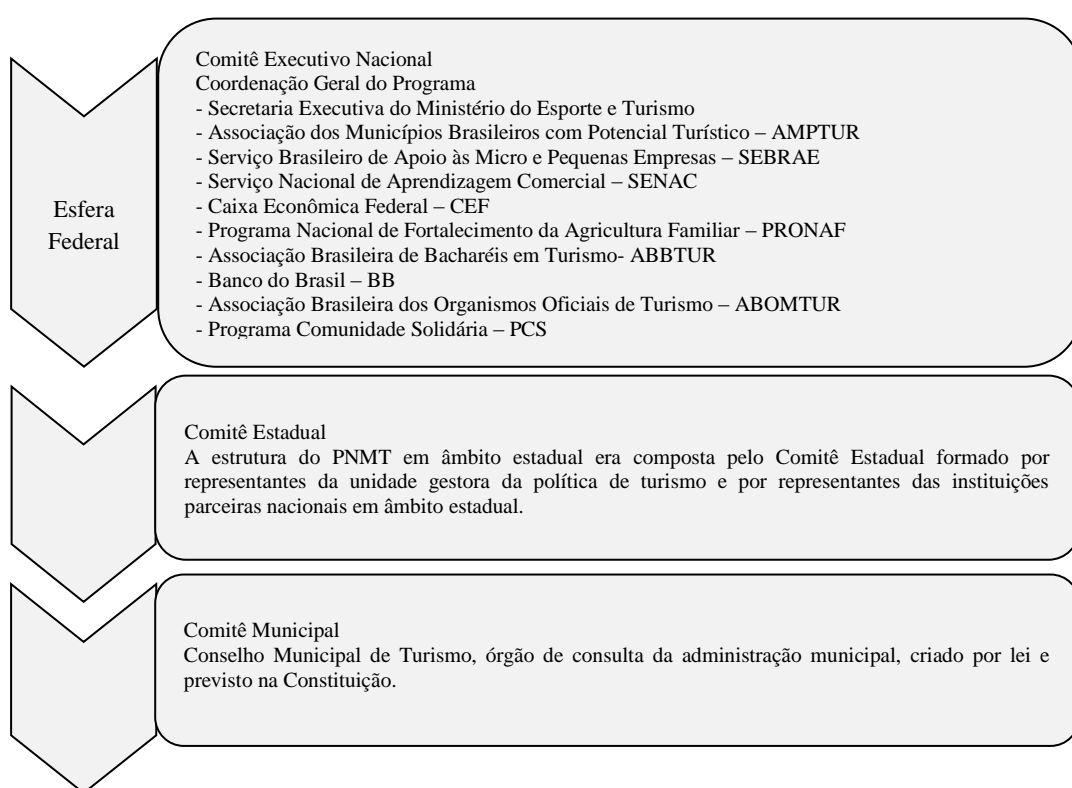 Comitê Executivo Nacional
Coordenação Geral do Programa
- Secretaria Executiva do Ministério do Esporte e Turismo
- Associação dos Municípios Brasileiros com Potencial Turístico – AMPTUR
- Serviço Brasileiro de Apoio às Micro e Pequenas Empresas – SEBRAE
- Serviço Nacional de Aprendizagem Comercial – SENAC
- Caixa Econômica Federal – CEF
- Programa Nacional de Fortalecimento da Agricultura Familiar – PRONAF
- Associação Brasileira de Bacharéis em Turismo- ABBTUR
- Banco do Brasil – BB
- Associação Brasileira dos Organismos Oficiais de Turismo – ABOMTUR
- Programa Comunidade Solidária – PCS
Esfera
Federal
Comitê Estadual
A estrutura do PNMT em âmbito estadual era composta pelo Comitê Estadual formado por
representantes da unidade gestora da política de turismo e por representantes das instituições
parceiras nacionais em âmbito estadual.
Comitê Municipal
Conselho Municipal de Turismo, órgão de consulta da administração municipal, criado por lei e
previsto na Constituição.